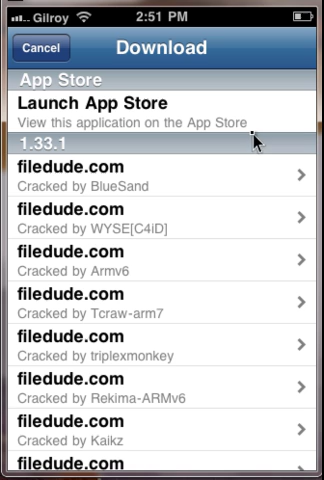 Gilroy 2:51 PM
Cancel Download
App Store
Launch App Store
View this application on the App Store
1.33.1
filedude.com
Cracked by BlueSand
filedude.com
Cracked by WYSE[C4iD]
filedude.com
Cracked by Armv6
filedude.com
Cracked by Tcraw-arm7
filedude.com
Cracked by triplexmonkey
filedude.com
Cracked by Rekima-ARMv6
filedude.com
Cracked by Kaikz
filedude.com